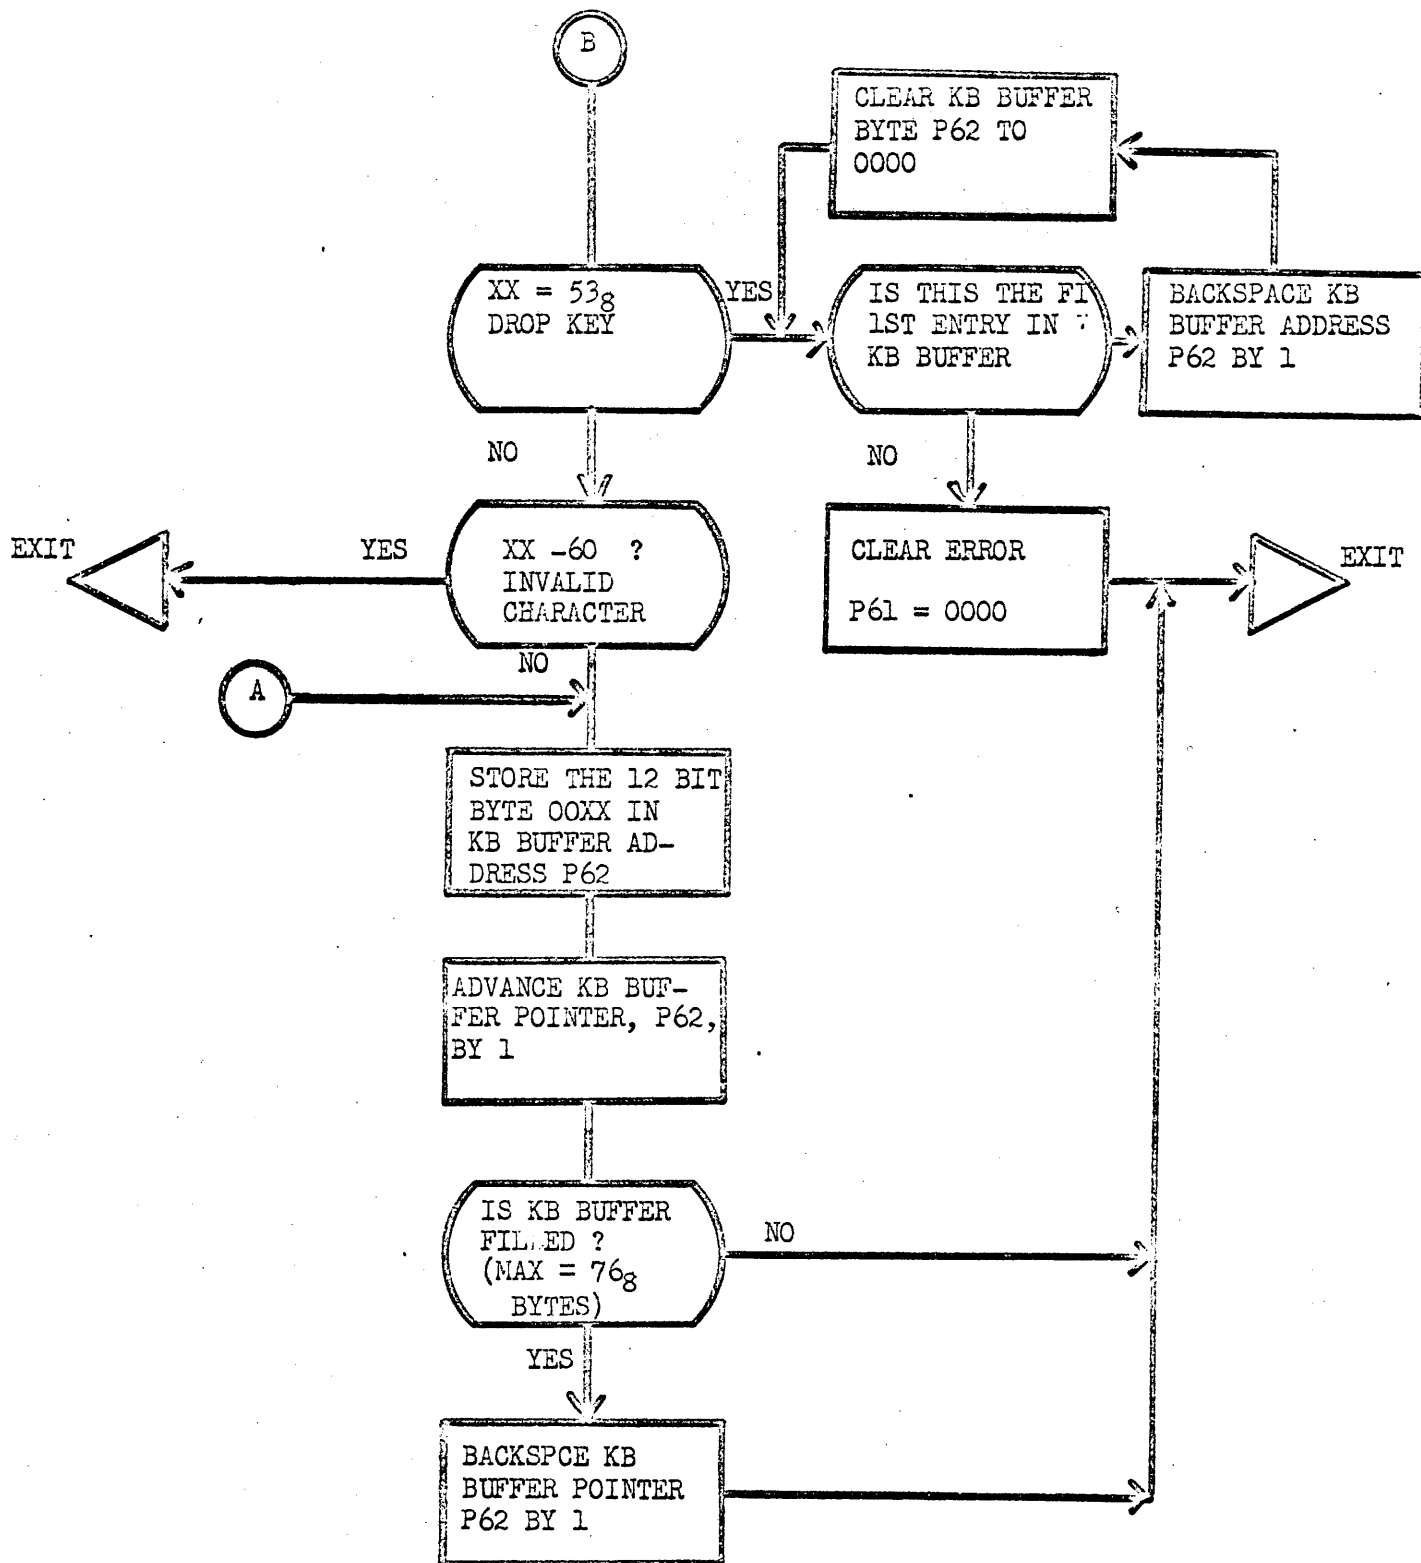 B
CLEAR KB BUFFER
BYTE P62 TO
0000
XX = 53₈
DROP KEY
YES
IS THIS THE FI
1ST ENTRY IN
KB BUFFER
BACKSPACE KB
BUFFER ADDRESS
P62 BY 1
NO
NO
EXIT
YES
XX -60 ?
INVALID
CHARACTER
CLEAR ERROR
P61 = 0000
EXIT
NO
A
STORE THE 12 BIT
BYTE 00XX IN
KB BUFFER AD-
DRESS P62
ADVANCE KB BUF-
FER POINTER, P62,
BY 1
IS KB BUFFER
FILLED ?
(MAX = 76₈
BYTES)
NO
YES
BACKSPCE KB
BUFFER POINTER
P62 BY 1